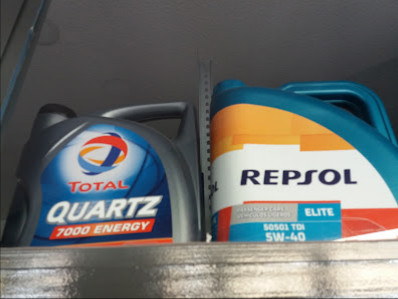 TOTAL
QUARTZ
7000 ENERGY
REPSOL
ELITE
50501 TDI
5W-40